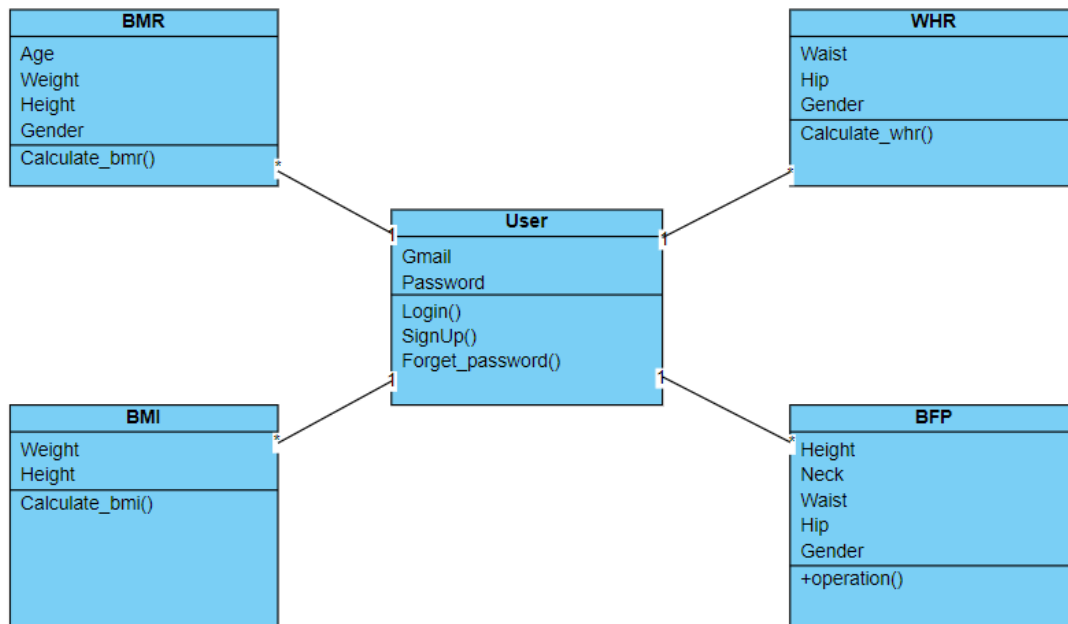 BMR
Age
Weight
Height
Gender
Calculate_bmr()
*
WHR
Waist
Hip
Gender
Calculate_whr()
*
1
User
1
Gmail
Password
Login()
SignUp()
Forget_password()
1
1
BMI
Weight
Height
Calculate_bmi()
*
BFP
*
Height
Neck
Waist
Hip
Gender
+operation()